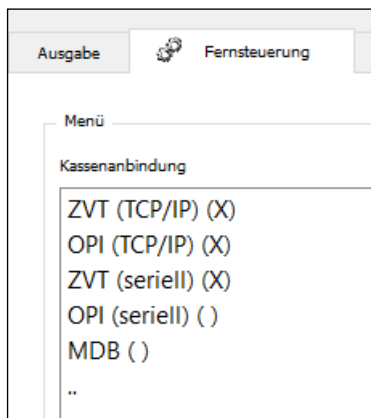 Ausgabe
Fernsteuerung
Menü
Kassenanbindung
ZVT (TCP/IP) (X)
OPI (TCP/IP) (X)
ZVT (seriell) (X)
OPI (seriell) ( )
MDB ( )
..